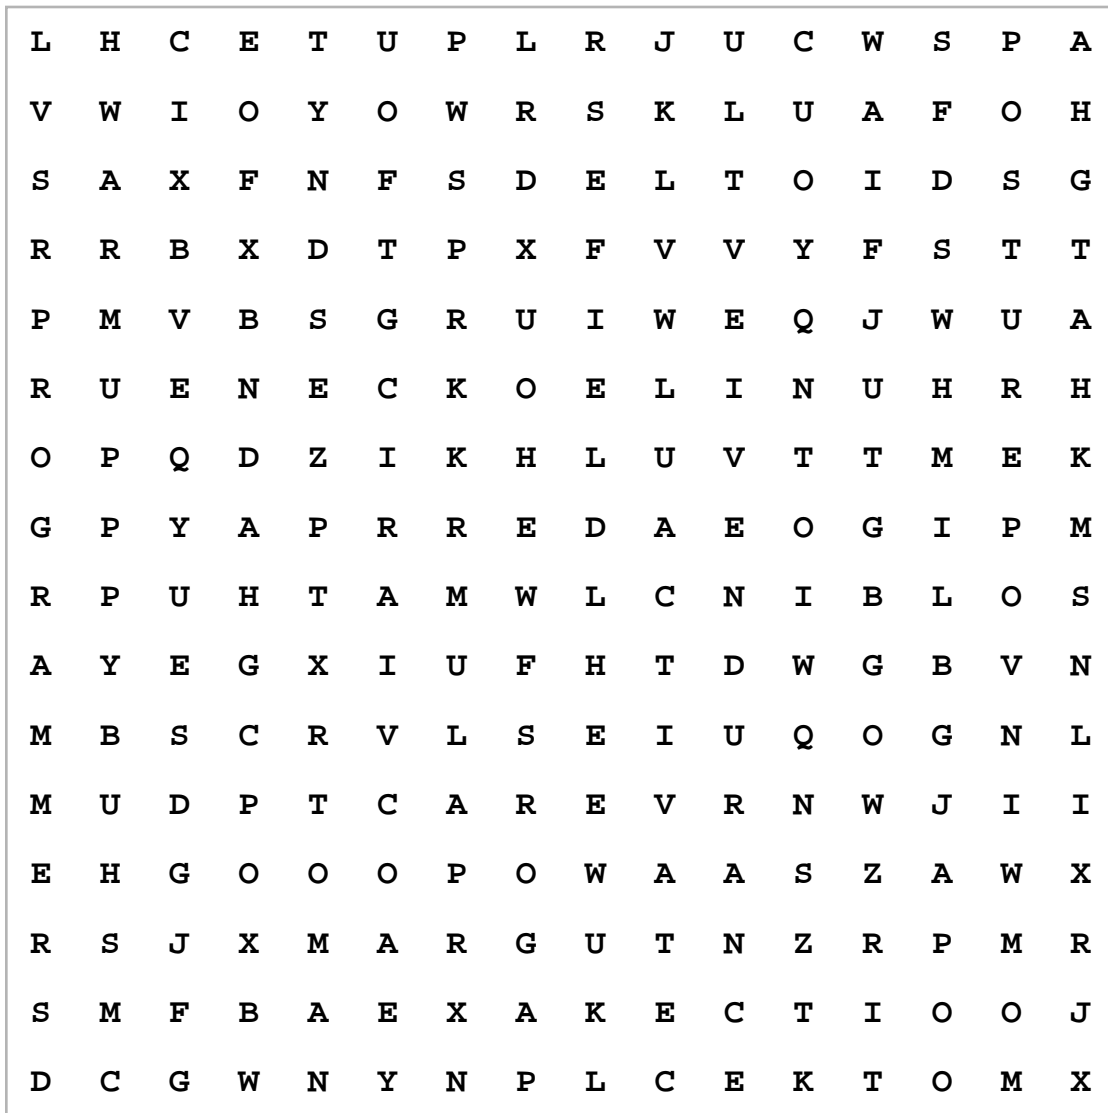 L H C E T U P L R J U C W S P A
V W I O Y O W R S K L U A F O H
S A X F N F S D E L T O I D S G
R R B X D T P X F V V Y F S T T
P M V B S G R U I W E Q J W U A
R U E N E C K O E L I N U H R H
O P Q D Z I K H L U V T T M E K
G P Y A P R R E D A E O G I P M
R P U H T A M W L C N I B L O S
A Y E G X I U F H T D W G B V N
M B S C R V L S E I U Q O G N L
M U D P T C A R E V R N W J I I
E H G O O O P O W A A S Z A W X
R S J X M A R G U T N Z R P M R
S M F B A E X A K E C T I O O J
D C G W N Y N P L C E K T O M X